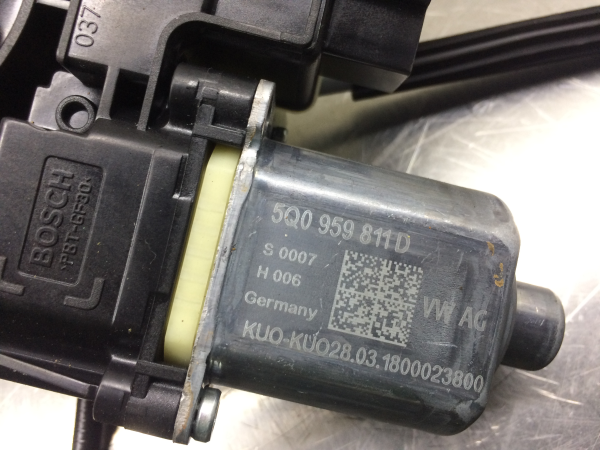 037
BOSCH
>PBT-GF30<
5Q0 959 811 D
S 0007
H 006
Germany
VW AG
KUO-KUO28.03.1800023800